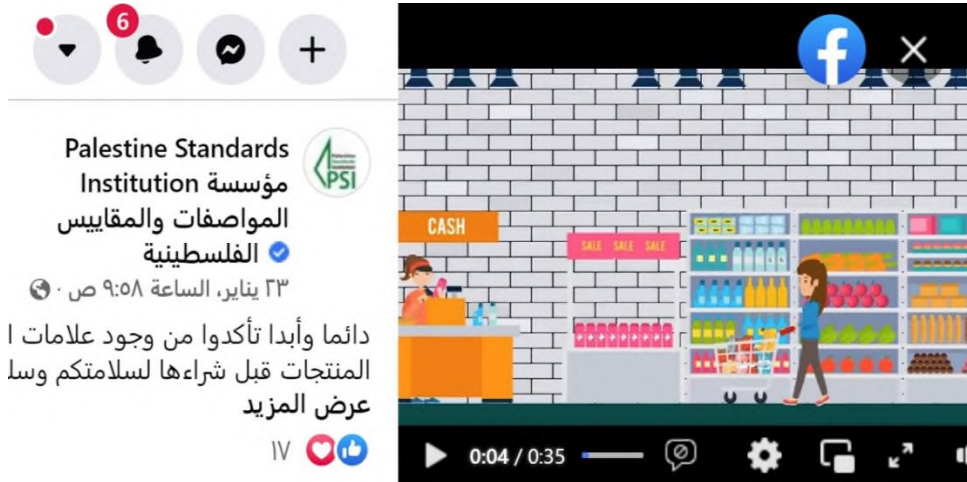 6
Palestine Standards
Institution مؤسسة
المواصفات والمقاييس
الفلسطينية
٢٣ يناير، الساعة ٩:٥٨ ص
دائما وأبدا تأكدوا من وجود علامات ا
المنتجات قبل شراءها لسلامتكم وسل
عرض المزيد
١٧
PSI
CASH
SALE SALE SALE
0:04 / 0:35